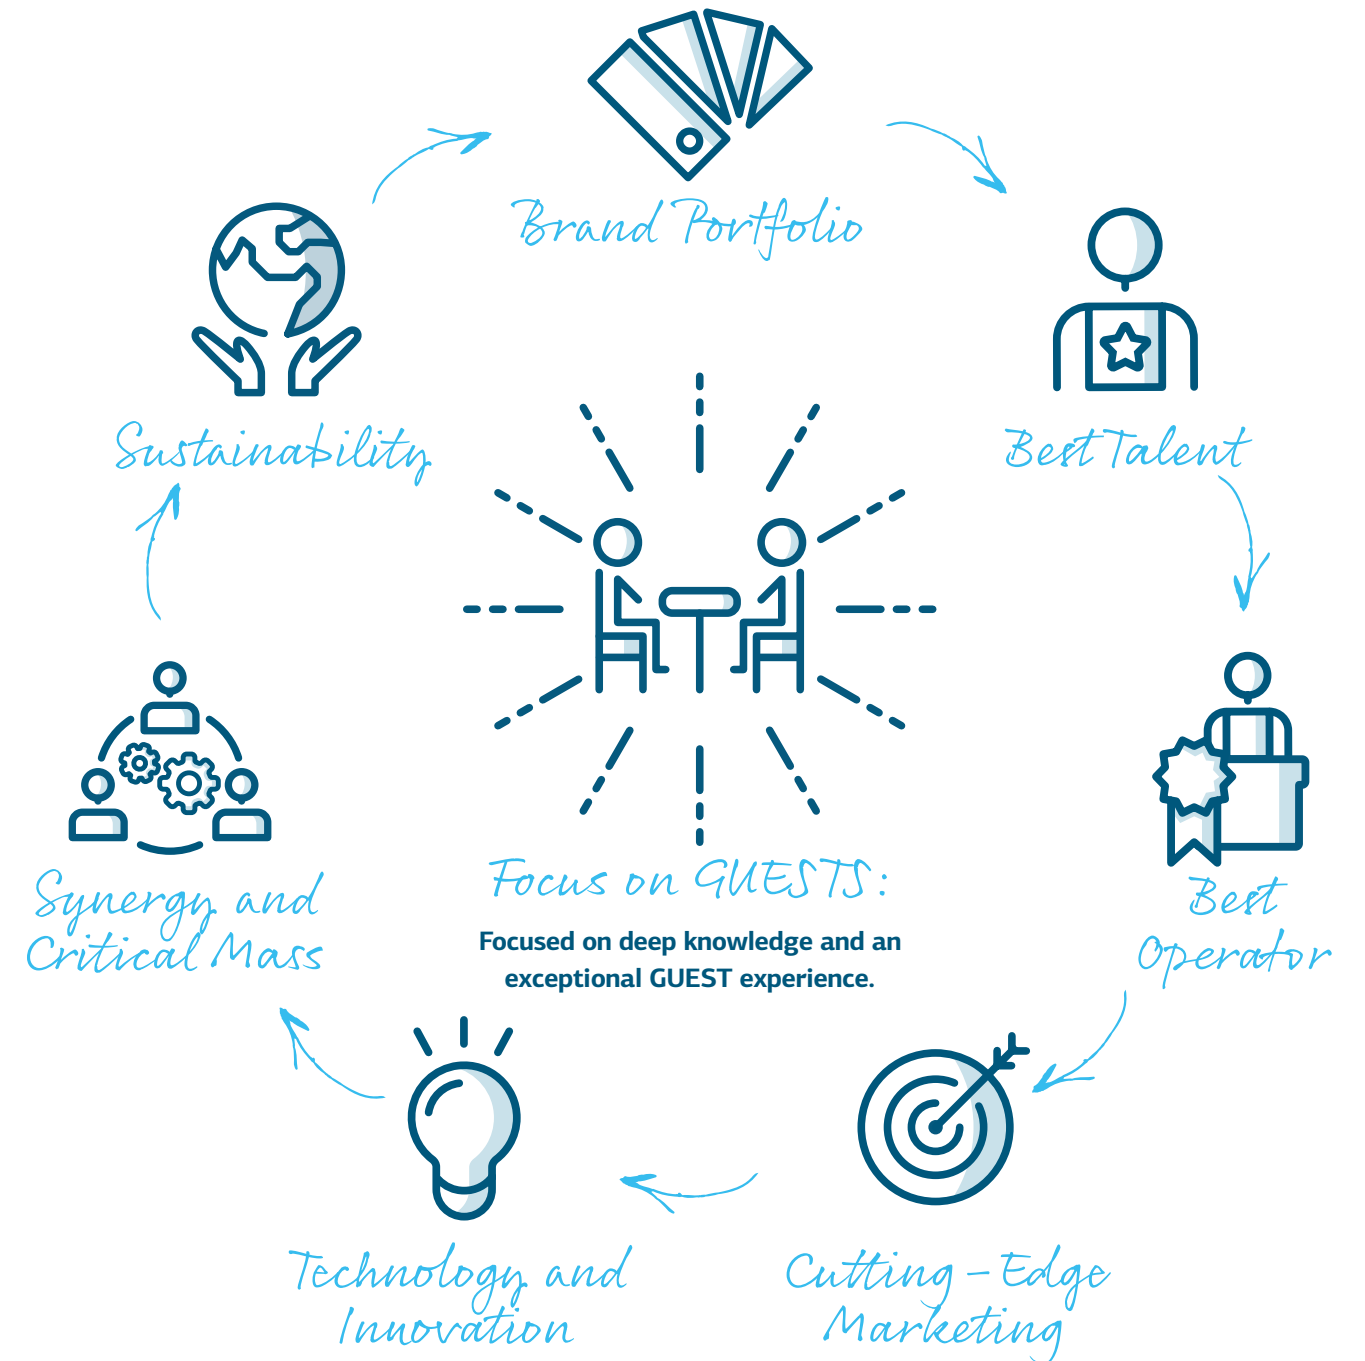 Brand Portfolio
Best Talent
Best
Operator
Cutting-Edge
Marketing
Technology and
Innovation
Synergy and
Critical Mass
Sustainability
Focus on GUESTS:
Focused on deep knowledge and an
exceptional GUEST experience.